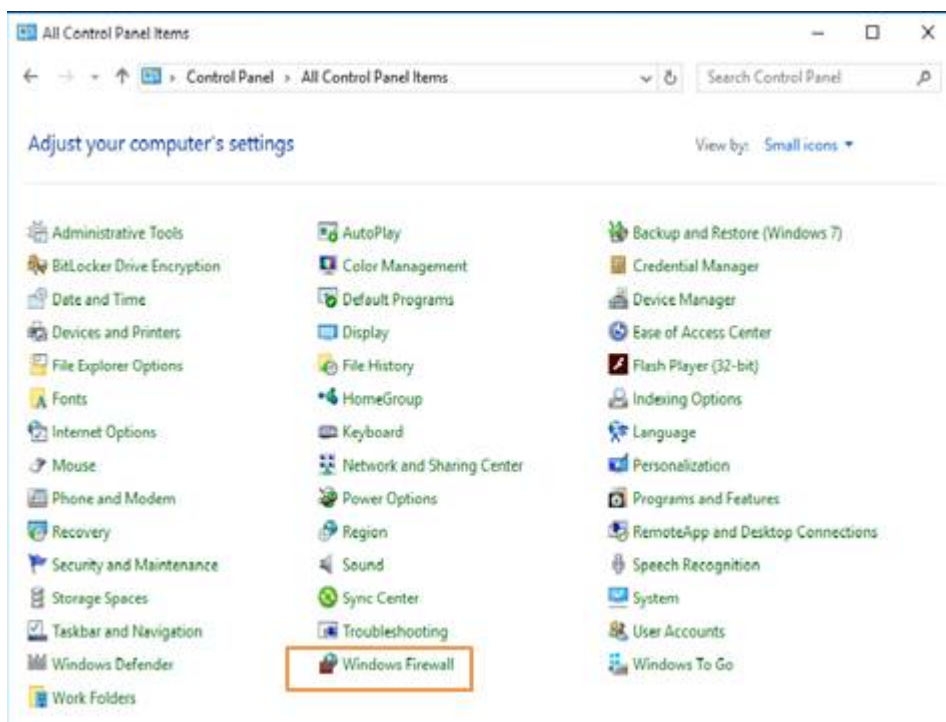 All Control Panel Items
Control Panel > All Control Panel Items
Search Control Panel
Adjust your computer's settings
View by: Small icons
Administrative Tools
AutoPlay
Backup and Restore (Windows 7)
BitLocker Drive Encryption
Color Management
Credential Manager
Date and Time
Default Programs
Device Manager
Devices and Printers
Display
Ease of Access Center
File Explorer Options
File History
Flash Player (32-bit)
Fonts
HomeGroup
Indexing Options
Internet Options
Keyboard
Language
Mouse
Network and Sharing Center
Personalization
Phone and Modem
Power Options
Programs and Features
Recovery
Region
RemoteApp and Desktop Connections
Security and Maintenance
Sound
Speech Recognition
Storage Spaces
Sync Center
System
Taskbar and Navigation
Troubleshooting
User Accounts
Windows Defender
Windows Firewall
Windows To Go
Work Folders